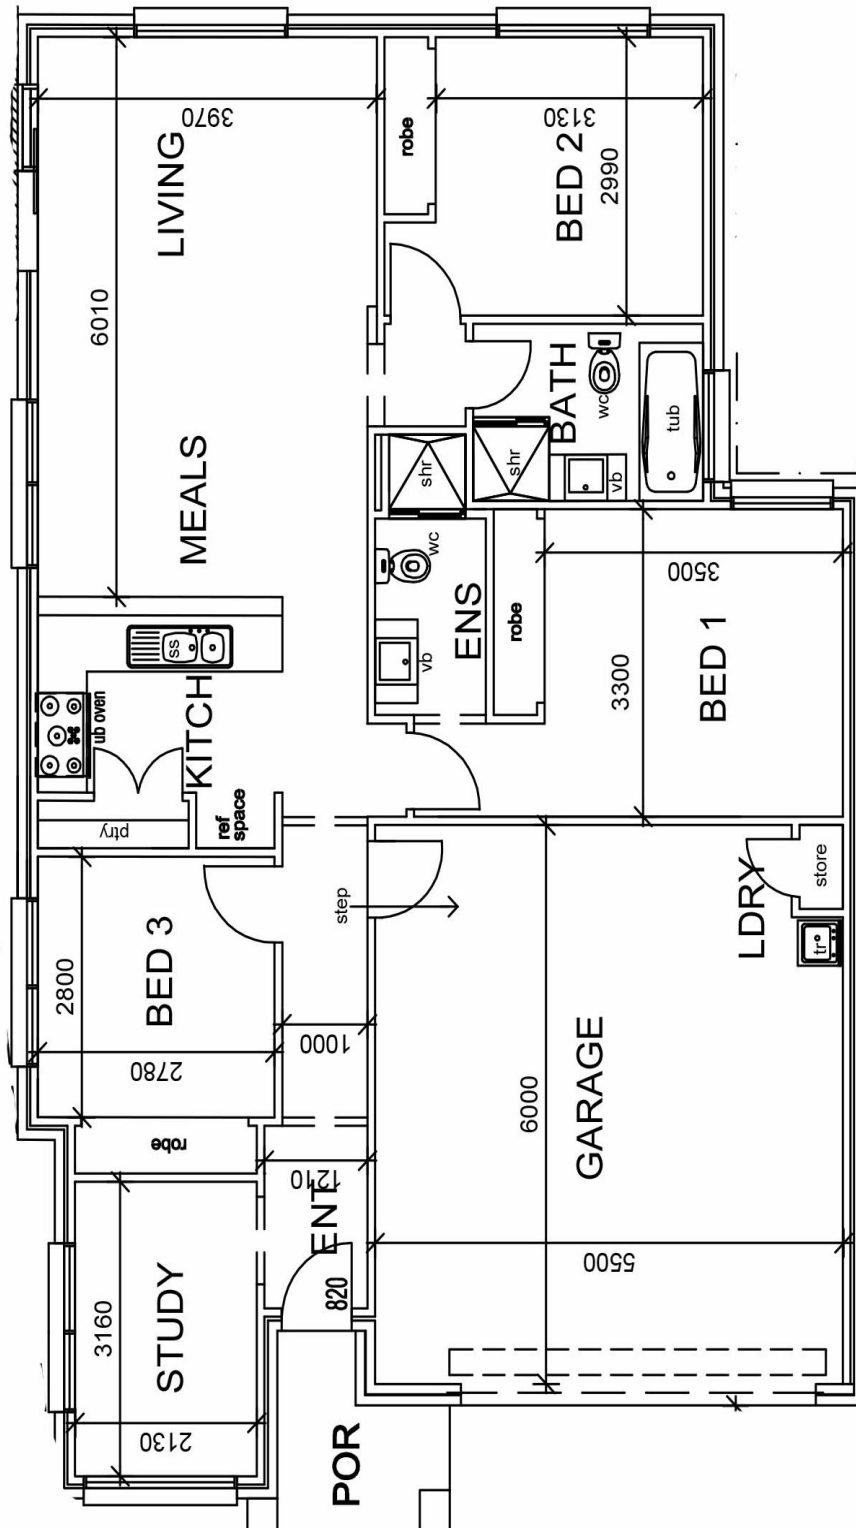 3970
LIVING
6010
MEALS
robe
3130
BED 2
2990
BATH
wc
tub
shr
vb
shr
wc
vb
ENS
robe
3500
3300
BED 1
ss
ub oven
KITCH
ptry
ref
space
2800
BED 3
2780
step
1000
robe
LDRY
store
tr
GARAGE
6000
5500
1210
ENT
820
STUDY
3160
2130
POR